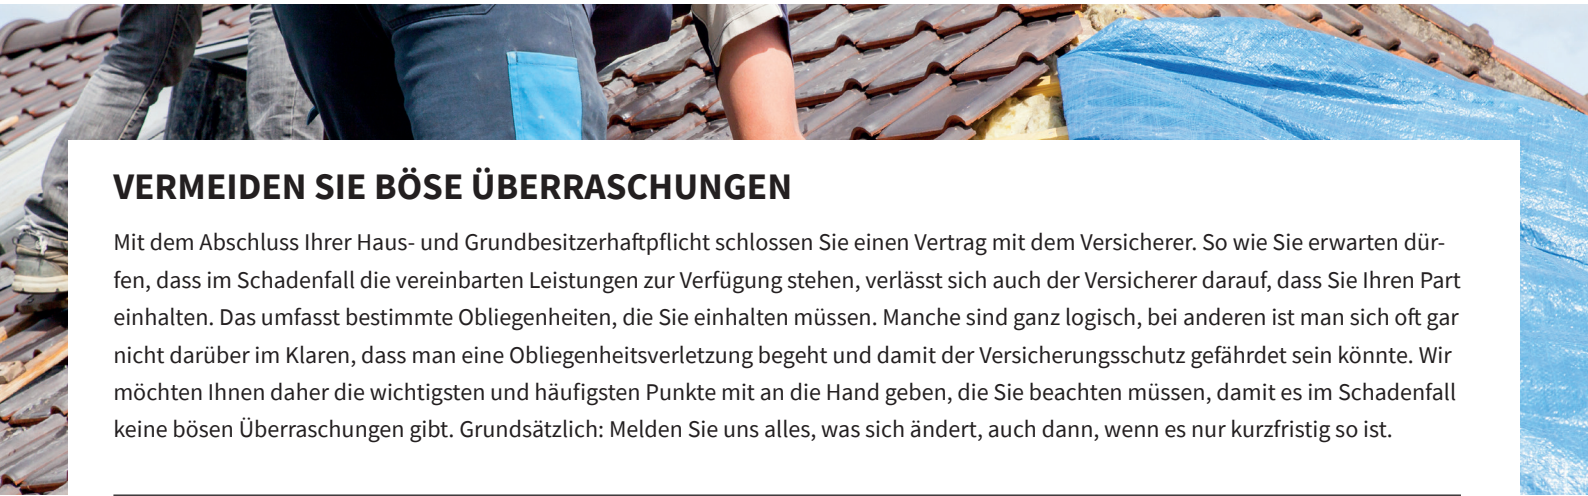 VERMEIDEN SIE BÖSE ÜBERRASCHUNGEN
Mit dem Abschluss Ihrer Haus- und Grundbesitzerhaftpflicht schlossen Sie einen Vertrag mit dem Versicherer. So wie Sie erwarten dür-
fen, dass im Schadenfall die vereinbarten Leistungen zur Verfügung stehen, verlässt sich auch der Versicherer darauf, dass Sie Ihren Part
einhalten. Das umfasst bestimmte Obliegenheiten, die Sie einhalten müssen. Manche sind ganz logisch, bei anderen ist man sich oft gar
nicht darüber im Klaren, dass man eine Obliegenheitsverletzung begeht und damit der Versicherungsschutz gefährdet sein könnte. Wir
möchten Ihnen daher die wichtigsten und häufigsten Punkte mit an die Hand geben, die Sie beachten müssen, damit es im Schadenfall
keine bösen Überraschungen gibt. Grundsätzlich: Melden Sie uns alles, was sich ändert, auch dann, wenn es nur kurzfristig so ist.